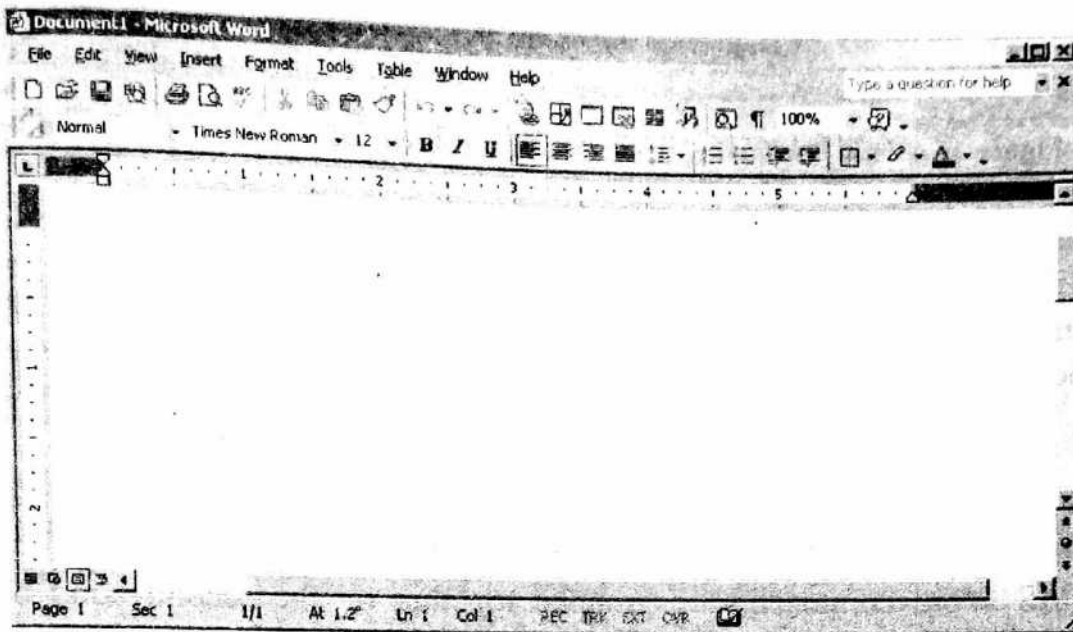 Document1 - Microsoft Word
File Edit View Insert Format Tools Table Window Help
Type a question for help
ABC
¶ 100%
Normal Times New Roman 12 B I U A
L
1 2 3 4 5
1
2
Page 1 Sec 1 1/1 At 1.2" Ln 1 Col 1 REC TRK EXT OVR